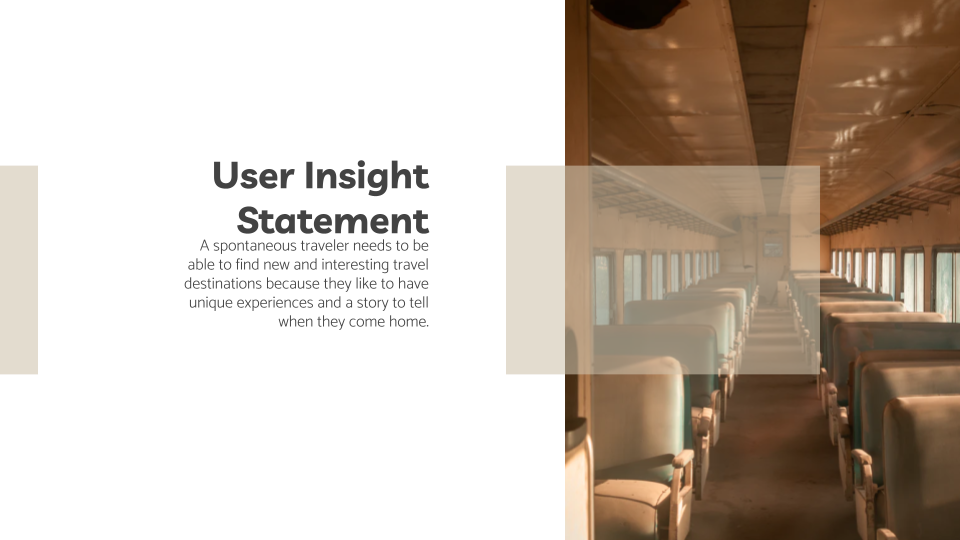 User Insight
Statement
A spontaneous traveler needs to be
able to find new and interesting travel
destinations because they like to have
unique experiences and a story to tell
when they come home.